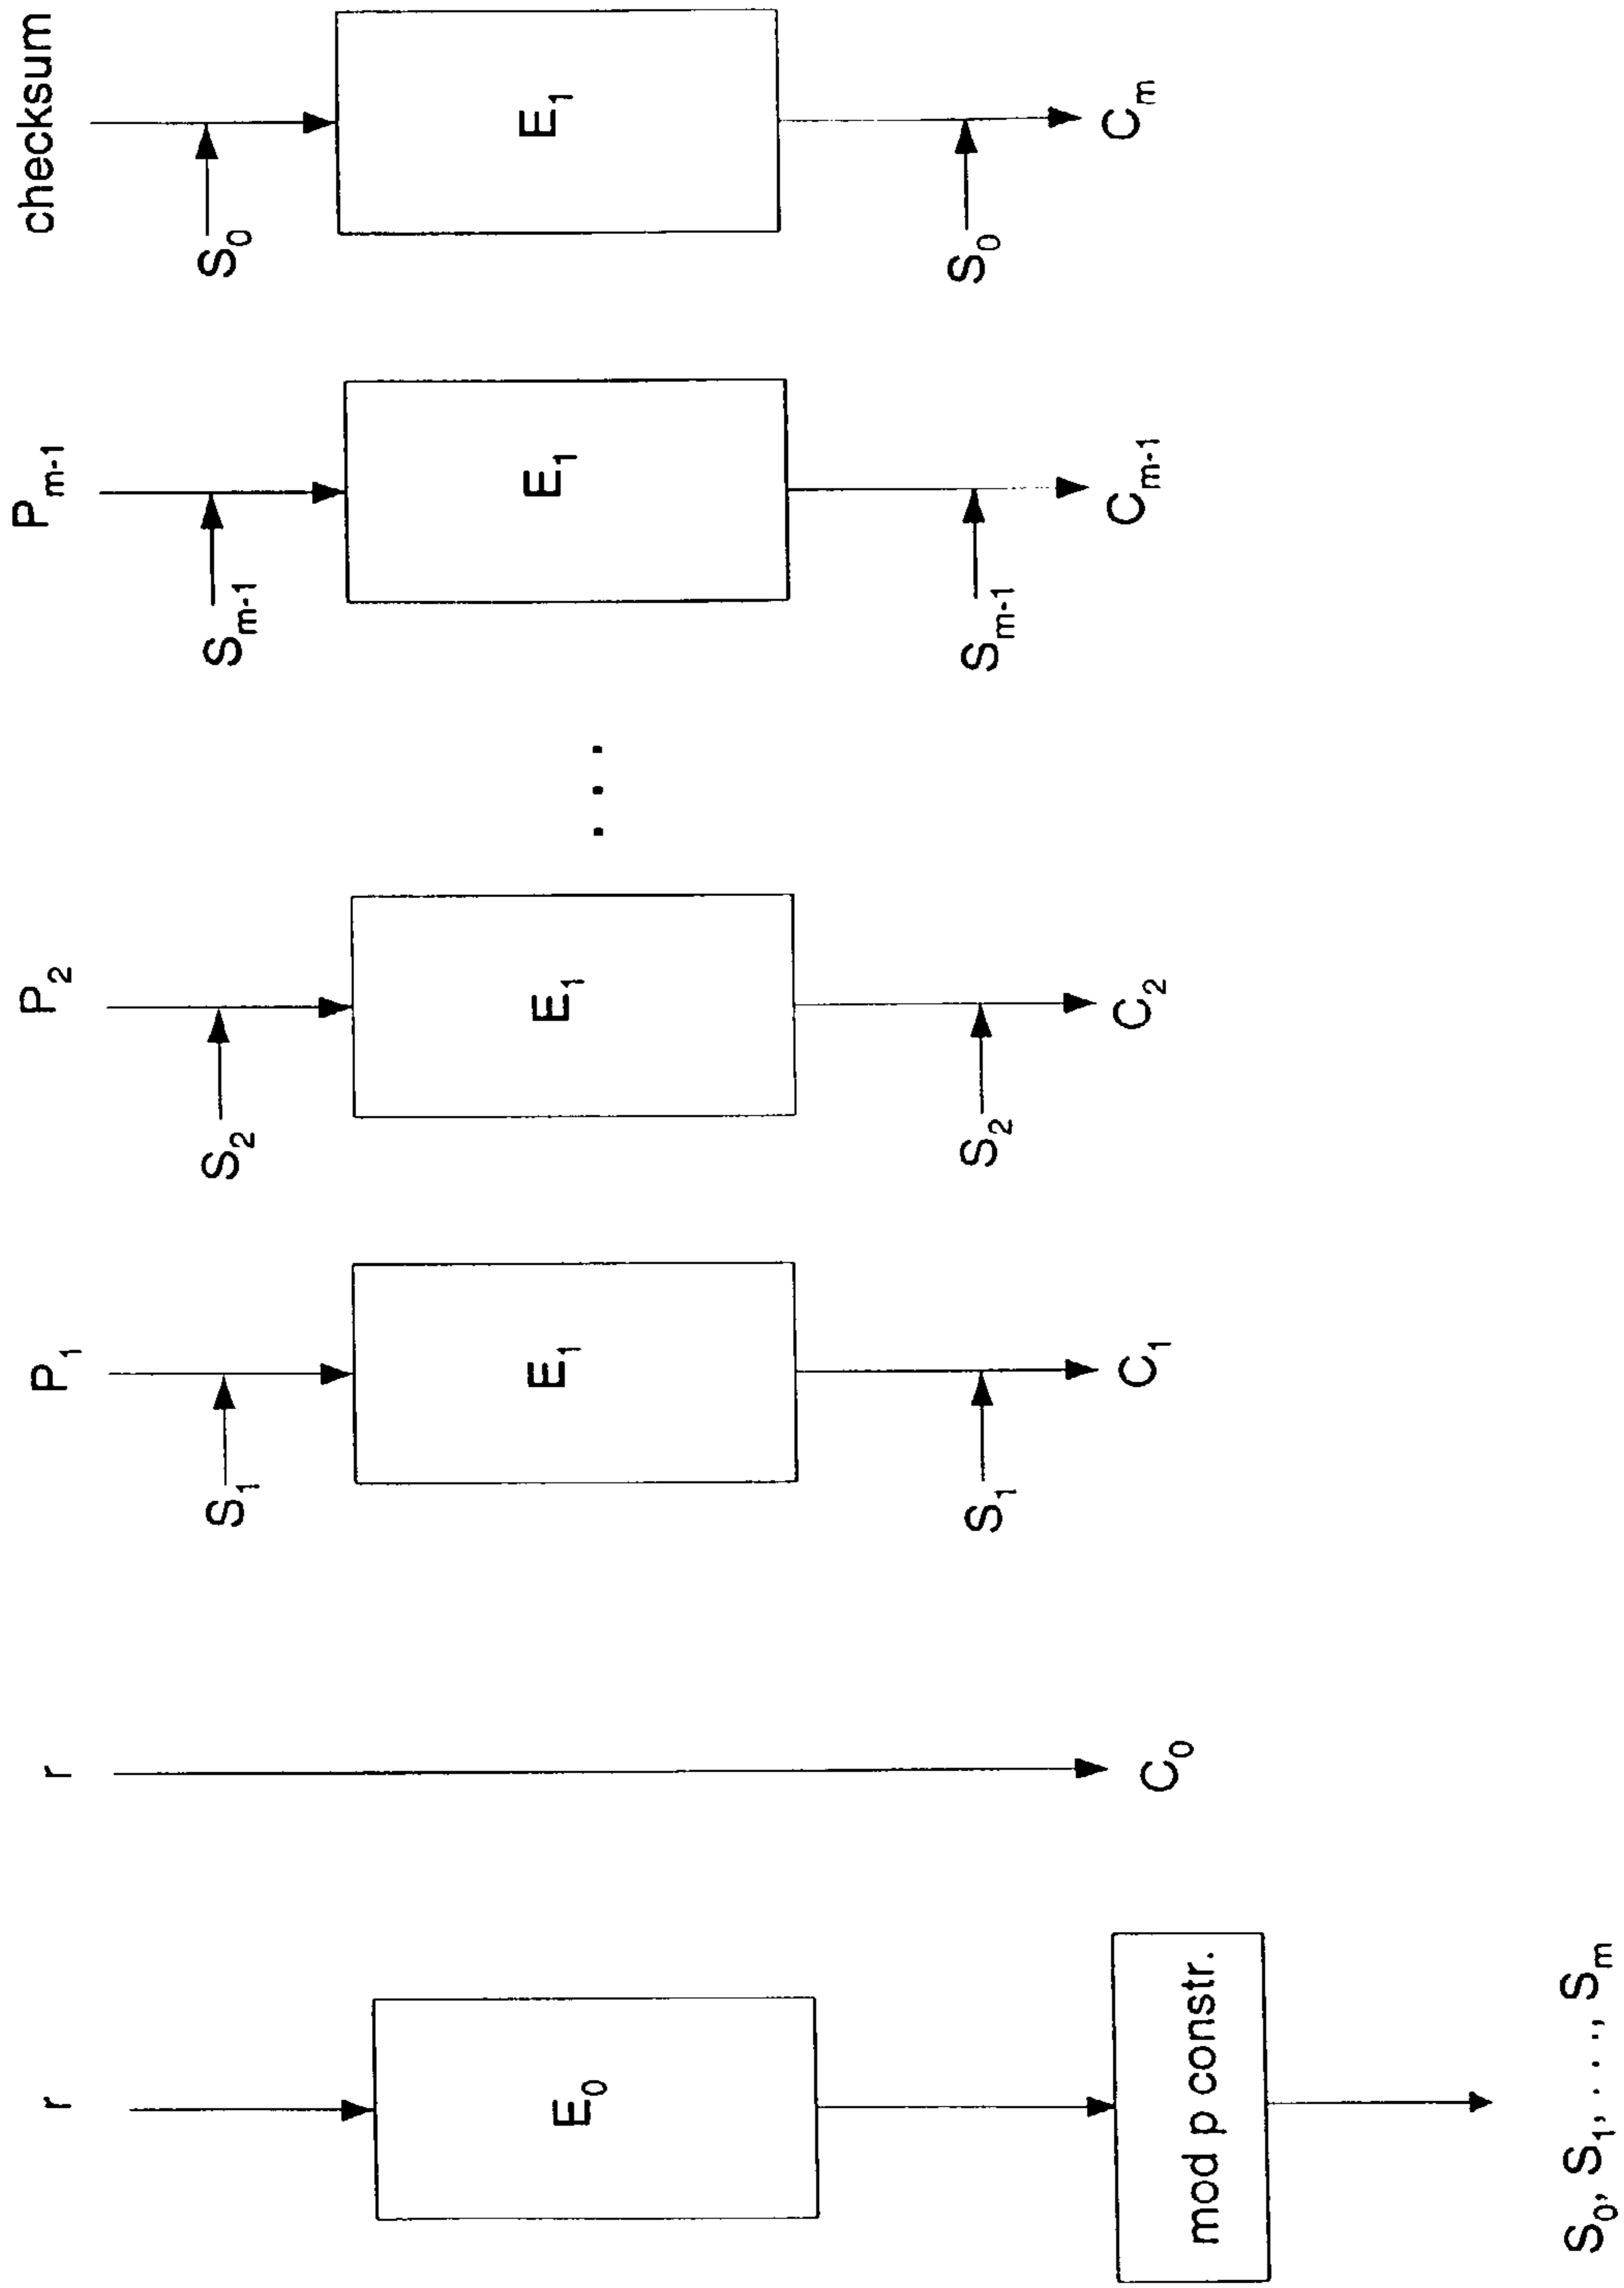 r r P₁ P₂ Pₘ₋₁ checksum
S₁ S₂ Sₘ₋₁ S₀
E₀ E₁ E₁ . . . E₁ E₁
S₁ S₂ Sₘ₋₁ S₀
mod p constr. C₀ C₁ C₂ Cₘ₋₁ Cₘ
S₀, S₁, . . ., Sₘ